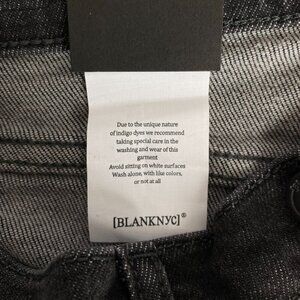 Due to the unique nature
of indigo dyes we recommend
taking special care in the
washing and wear of this
garment
Avoid sitting on white surfaces
Wash alone, with like colors,
or not at all
[BLANKNYC]®